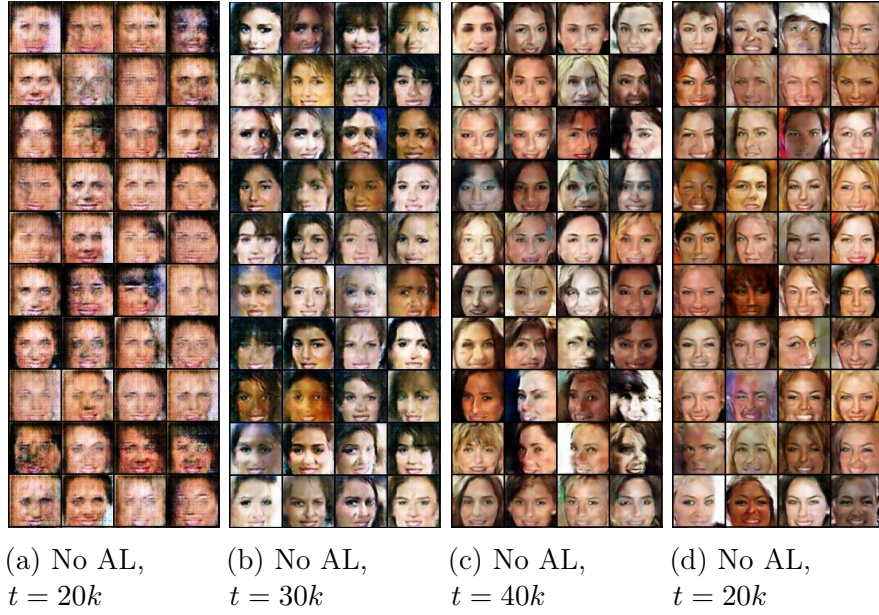 (a) No AL,
t = 20k
(b) No AL,
t = 30k
(c) No AL,
t = 40k
(d) No AL,
t = 20k